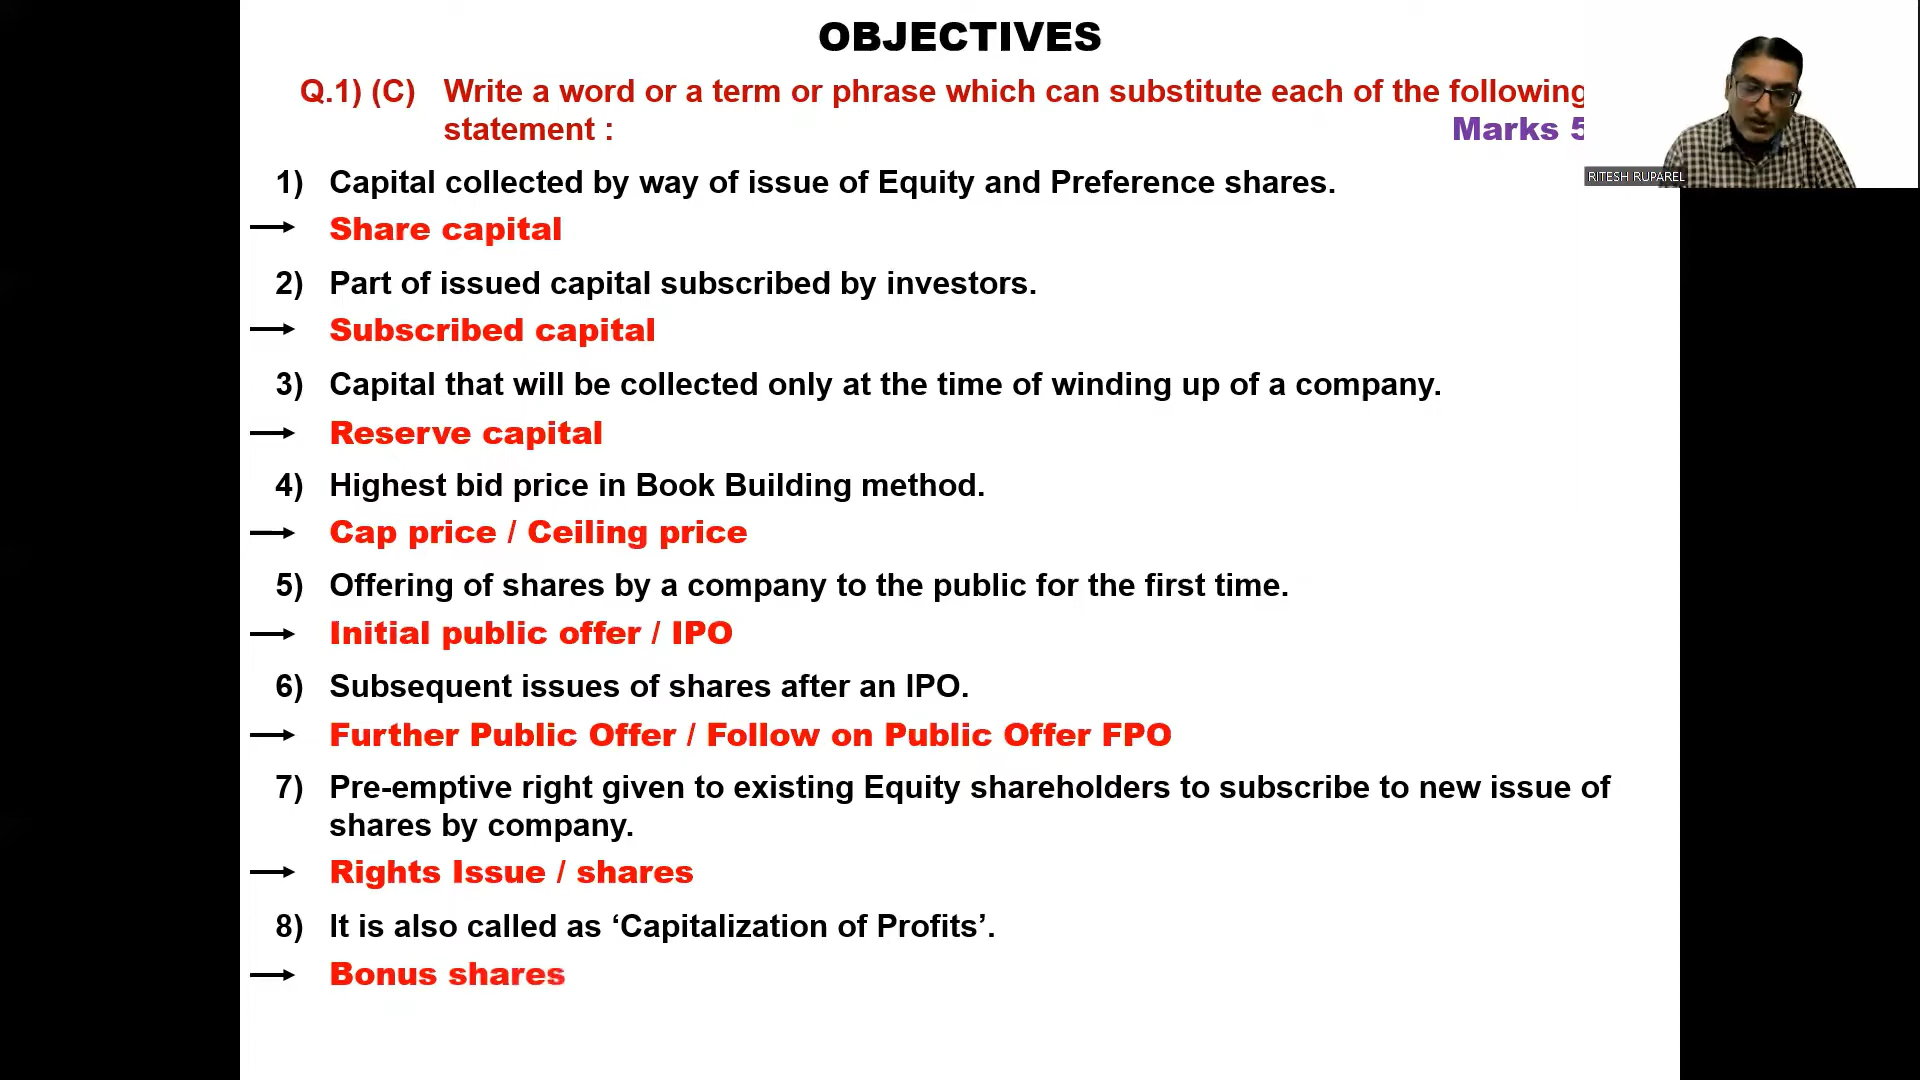 OBJECTIVES
Q.1) (C) Write a word or a term or phrase which can substitute each of the following
statement :
Marks 5
RITESH RUPAREL
1) Capital collected by way of issue of Equity and Preference shares.
Share capital
2) Part of issued capital subscribed by investors.
Subscribed capital
3) Capital that will be collected only at the time of winding up of a company.
Reserve capital
4) Highest bid price in Book Building method.
Cap price / Ceiling price
5) Offering of shares by a company to the public for the first time.
Initial public offer / IPO
6) Subsequent issues of shares after an IPO.
Further Public Offer / Follow on Public Offer FPO
7) Pre-emptive right given to existing Equity shareholders to subscribe to new issue of
shares by company.
Rights Issue / shares
8) It is also called as ‘Capitalization of Profits’.
Bonus shares